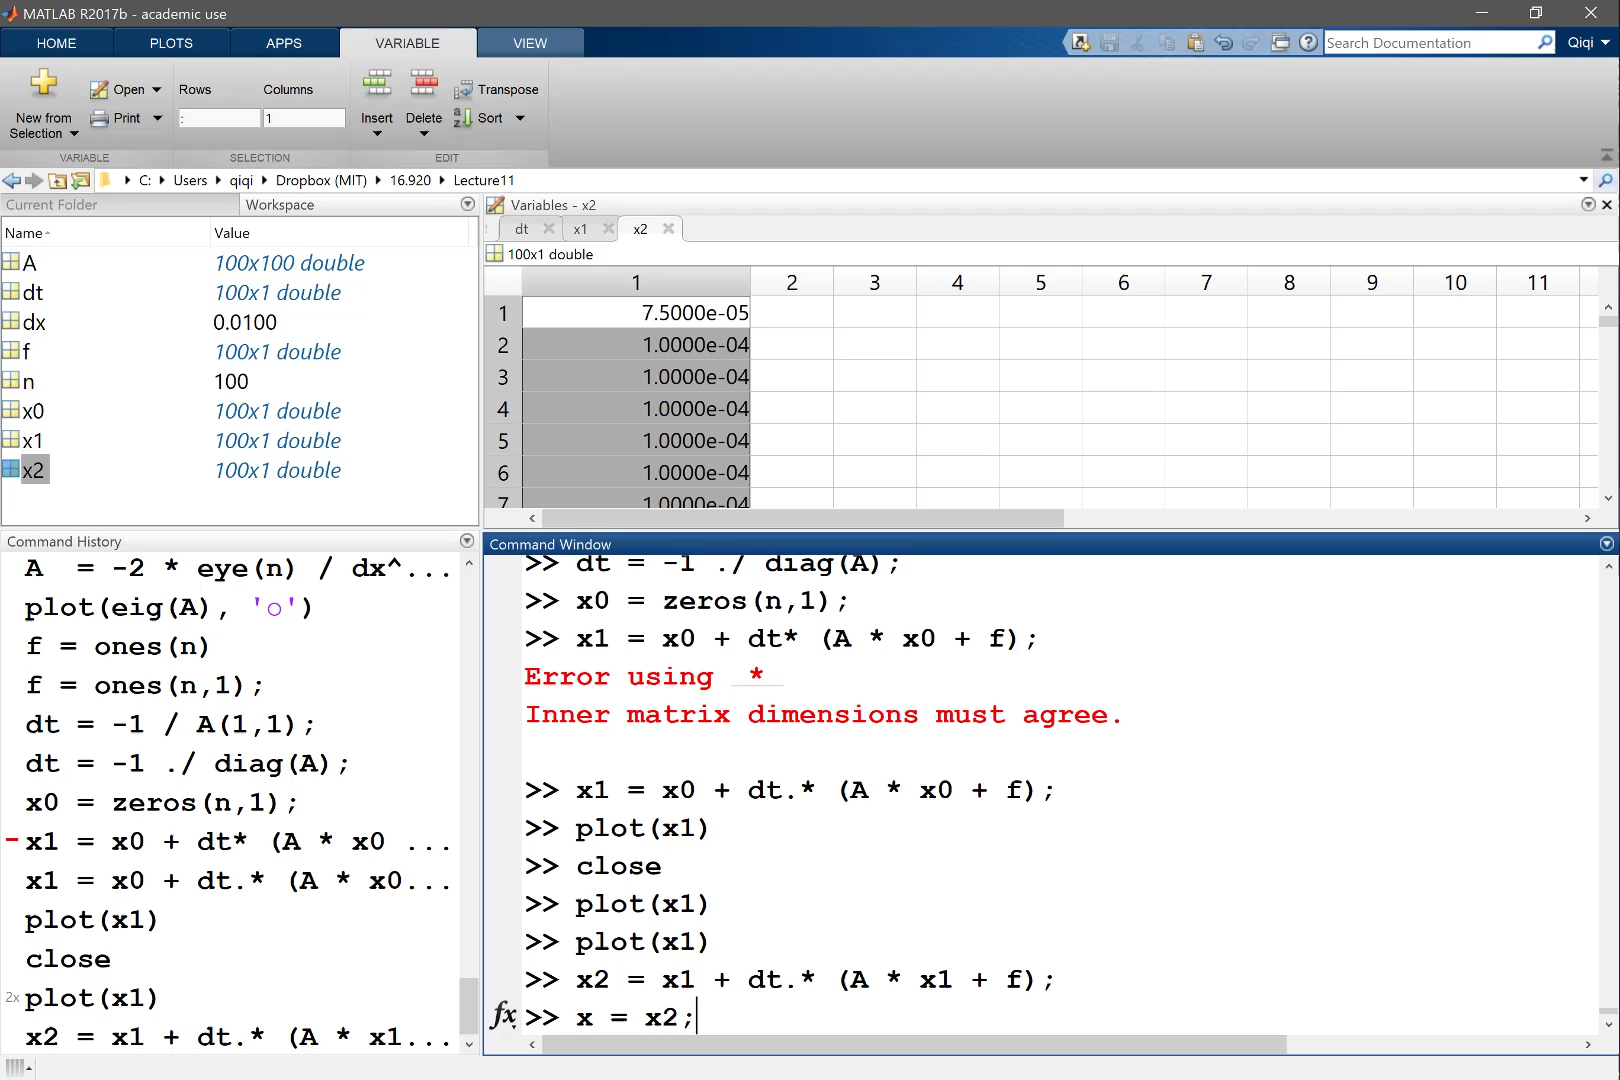 MATLAB R2017b - academic use
HOME PLOTS APPS VARIABLE VIEW
Search Documentation
Qiqi
New from
Selection
Open
Print
Rows Columns
: 1
Insert Delete
Transpose
Sort
VARIABLE SELECTION EDIT
C: Users qiqi Dropbox (MIT) 16.920 Lecture11
Current Folder Workspace
Name Value
A 100x100 double
dt 100x1 double
dx 0.0100
f 100x1 double
n 100
x0 100x1 double
x1 100x1 double
x2 100x1 double
Variables - x2
dt x1 x2
100x1 double
1 2 3 4 5 6 7 8 9 10 11
1 7.5000e-05
2 1.0000e-04
3 1.0000e-04
4 1.0000e-04
5 1.0000e-04
6 1.0000e-04
7 1.0000e-04
Command History
A  = -2 * eye(n) / dx^...
plot(eig(A), 'o')
f = ones(n)
f = ones(n,1);
dt = -1 / A(1,1);
dt = -1 ./ diag(A);
x0 = zeros(n,1);
x1 = x0 + dt* (A * x0 ...
x1 = x0 + dt.* (A * x0...
plot(x1)
close
2x plot(x1)
x2 = x1 + dt.* (A * x1...
Command Window
>> dt = -1 ./ diag(A);
>> x0 = zeros(n,1);
>> x1 = x0 + dt* (A * x0 + f);
Error using  *
Inner matrix dimensions must agree.
>> x1 = x0 + dt.* (A * x0 + f);
>> plot(x1)
>> close
>> plot(x1)
>> plot(x1)
>> x2 = x1 + dt.* (A * x1 + f);
fx >> x = x2;